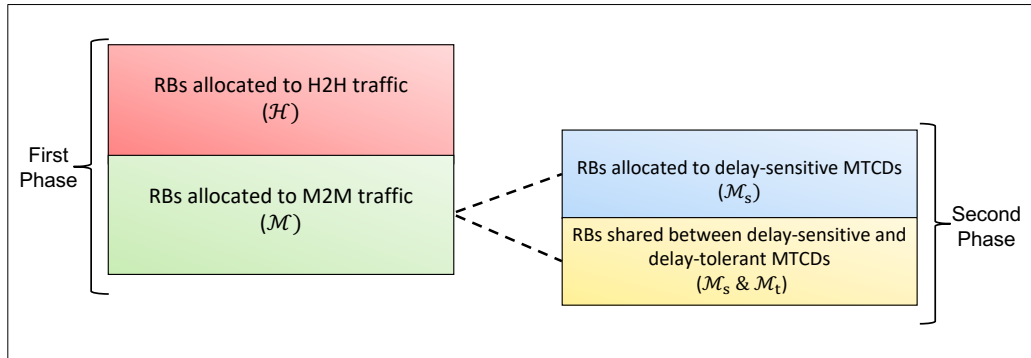 First
Phase
RBs allocated to H2H traffic
(ℋ)
RBs allocated to M2M traffic
(ℳ)
RBs allocated to delay-sensitive MTCDs
(ℳs)
RBs shared between delay-sensitive and
delay-tolerant MTCDs
(ℳs & ℳt)
Second
Phase